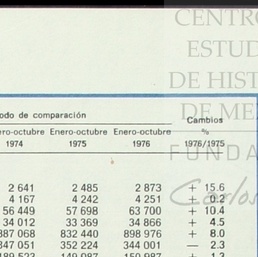 CENTRO
ESTUD
DE HIST
DE ME
FUNDA
Carlos
odo de comparación
Cambios
ero-octubre Enero-octubre Enero-octubre %
1974 1975 1976 1976/1975
2 641 2 485 2 873 + 15.6
4 167 4 242 4 251 + 0.2
56 449 57 698 63 700 + 10.4
34 012 33 369 34 866 + 4.5
887 068 832 440 898 976 + 8.0
347 051 352 224 344 001 − 2.3